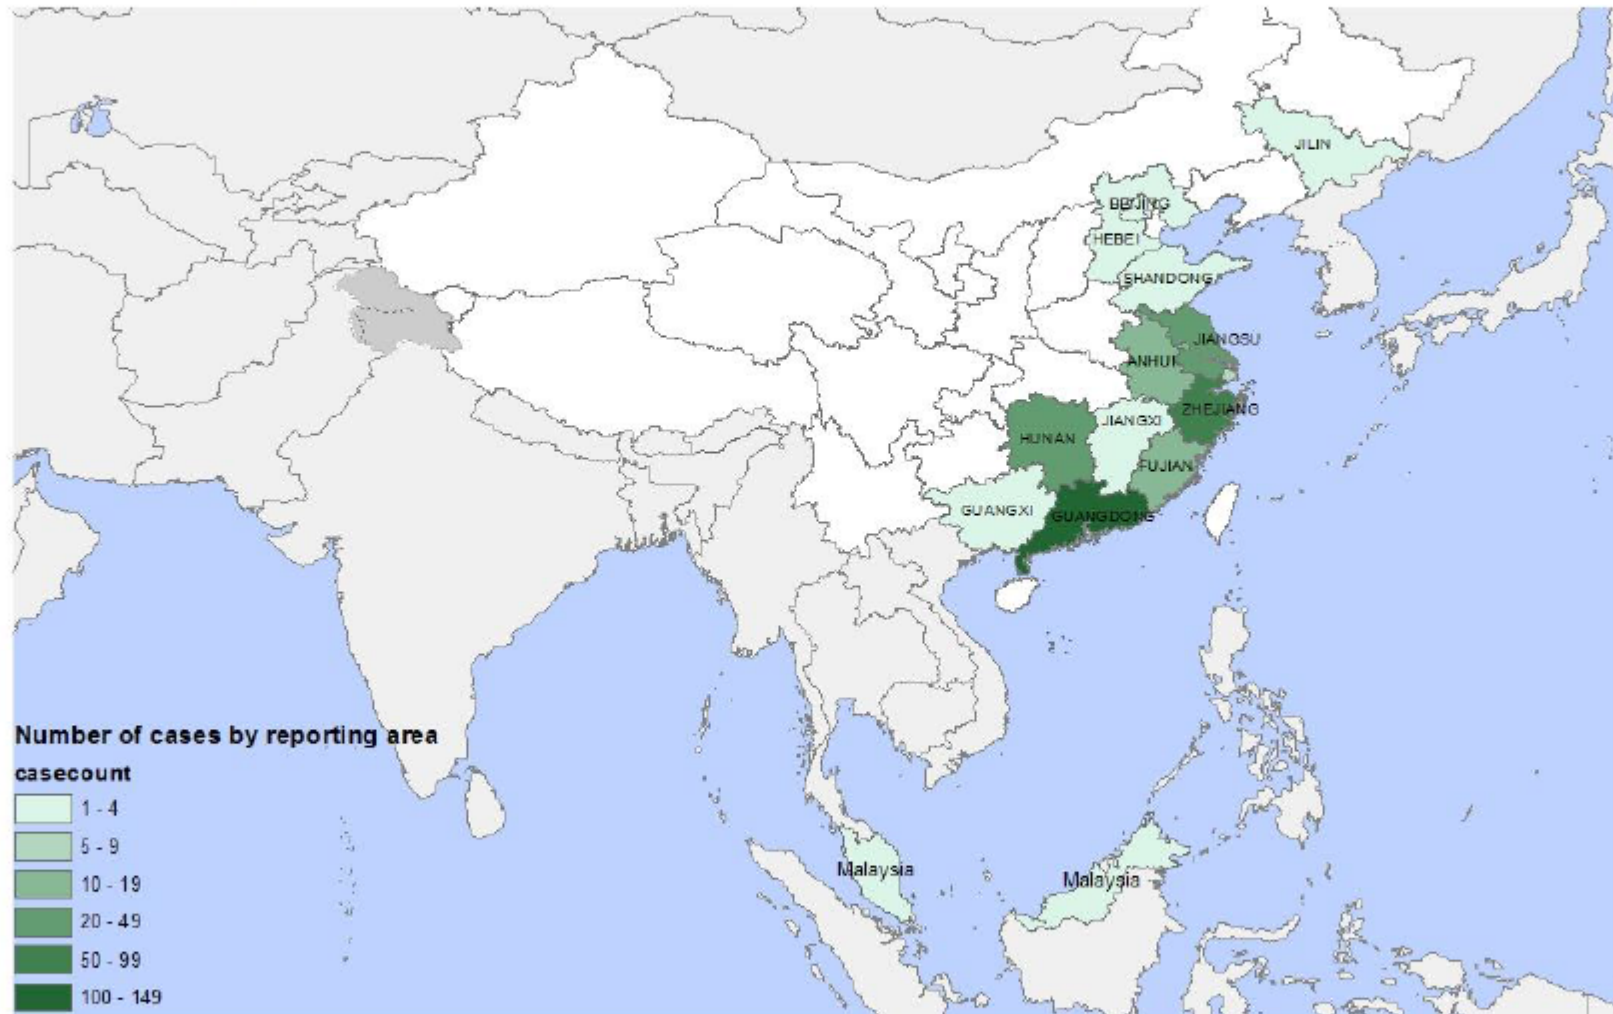 JILIN
BEIJING
HEBEI
SHANDONG
JIANGSU
ANHUI
ZHEJIANG
JIANGXI
HUNAN
FUJIAN
GUANGXI
GUANGDONG
Number of cases by reporting area
casecount
1 - 4
5 - 9
10 - 19
20 - 49
50 - 99
100 - 149
Malaysia
Malaysia